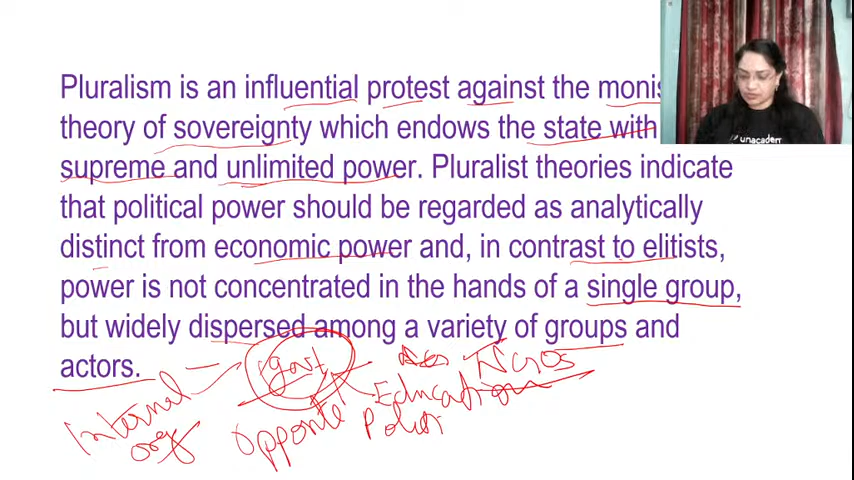 Pluralism is an influential protest against the monis
theory of sovereignty which endows the state with
supreme and unlimited power. Pluralist theories indicate
that political power should be regarded as analytically
distinct from economic power and, in contrast to elitists,
power is not concentrated in the hands of a single group,
but widely dispersed among a variety of groups and
actors.
govt
NGOs
Internal
org
Education
Opponte
Politi
unacadem